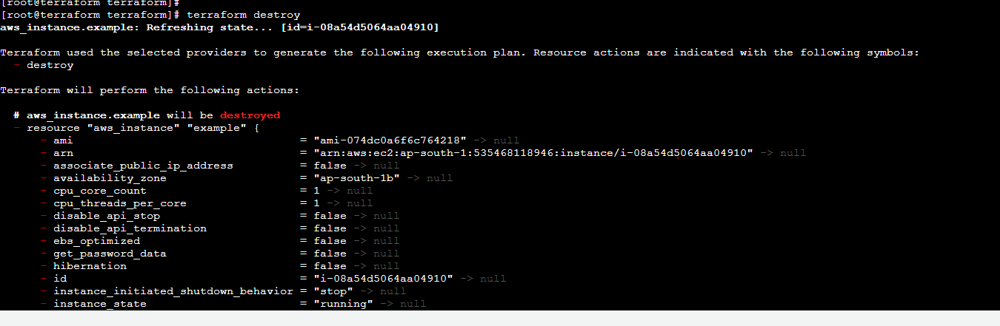 [root@terraform terraform]#
[root@terraform terraform]# terraform destroy
aws_instance.example: Refreshing state... [id=i-08a54d5064aa04910]
Terraform used the selected providers to generate the following execution plan. Resource actions are indicated with the following symbols:
- destroy
Terraform will perform the following actions:
# aws_instance.example will be destroyed
- resource "aws_instance" "example" {
- ami = "ami-074dc0a6f6c764218" -> null
- arn = "arn:aws:ec2:ap-south-1:535468118946:instance/i-08a54d5064aa04910" -> null
- associate_public_ip_address = false -> null
- availability_zone = "ap-south-1b" -> null
- cpu_core_count = 1 -> null
- cpu_threads_per_core = 1 -> null
- disable_api_stop = false -> null
- disable_api_termination = false -> null
- ebs_optimized = false -> null
- get_password_data = false -> null
- hibernation = false -> null
- id = "i-08a54d5064aa04910" -> null
- instance_initiated_shutdown_behavior = "stop" -> null
- instance_state = "running" -> null